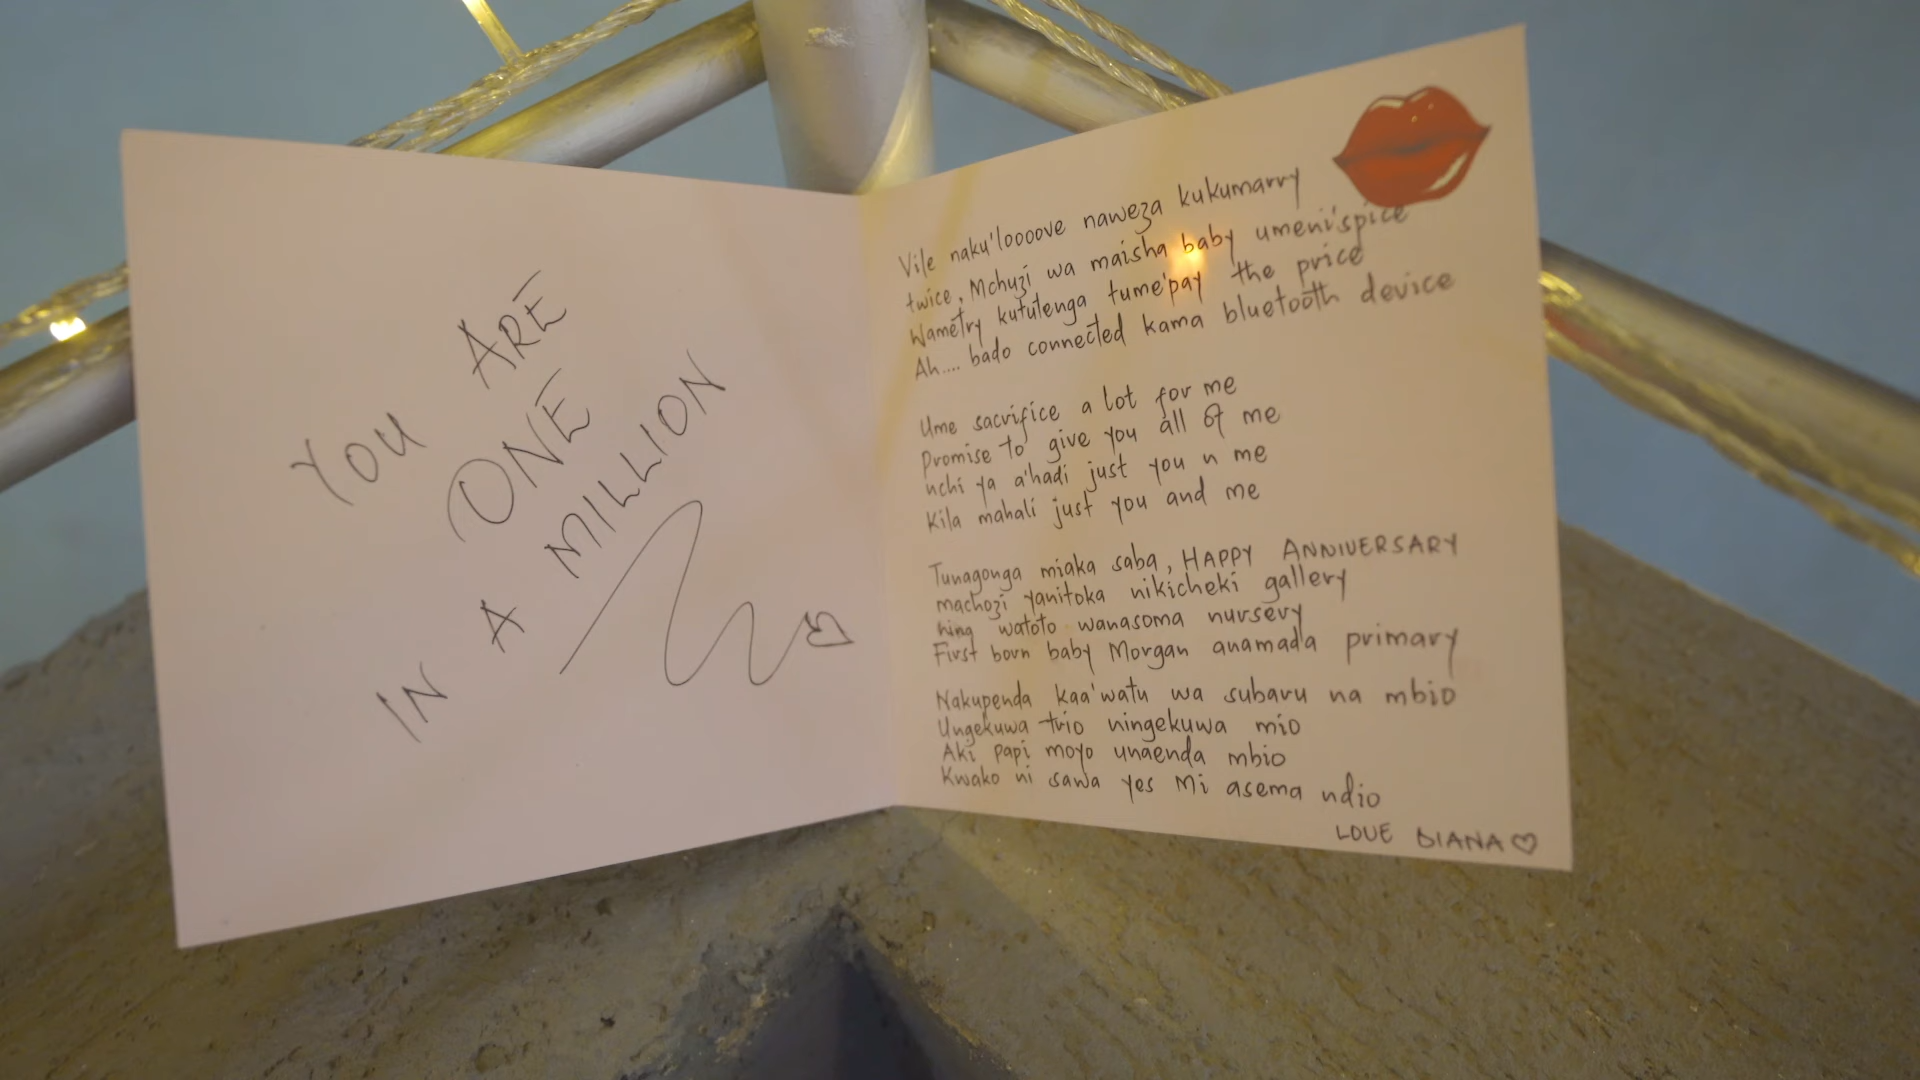 YOU ARE
ONE
IN A MILLION
Vile naku'loooove naweza kukumarry
twice, Mchuzi wa maisha baby umeni'spice
Wametry kututenga tume'pay the price
Ah.... bado connected kama bluetooth device
Ume sacrifice a lot for me
Promise to give you all of me
nchi ya a'hadi just you n me
Kila mahali just you and me
Tunagonga miaka saba, HAPPY ANNIVERSARY
machozi yanitoka nikicheki gallery
watoto wanasoma nursery
First born baby Morgan anamada primary
Nakupenda kaa'watu wa subaru na mbio
Ungekuwa trio ningekuwa mio
Aki papi moyo unaenda mbio
Kwako ni sawa yes Mi asema ndio
LOVE DIANA